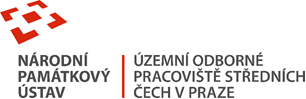 NÁRODNÍ
PAMÁTKOVÝ
ÚSTAV
ÚZEMNÍ ODBORNÉ
PRACOVIŠTĚ STŘEDNÍCH
ČECH V PRAZE